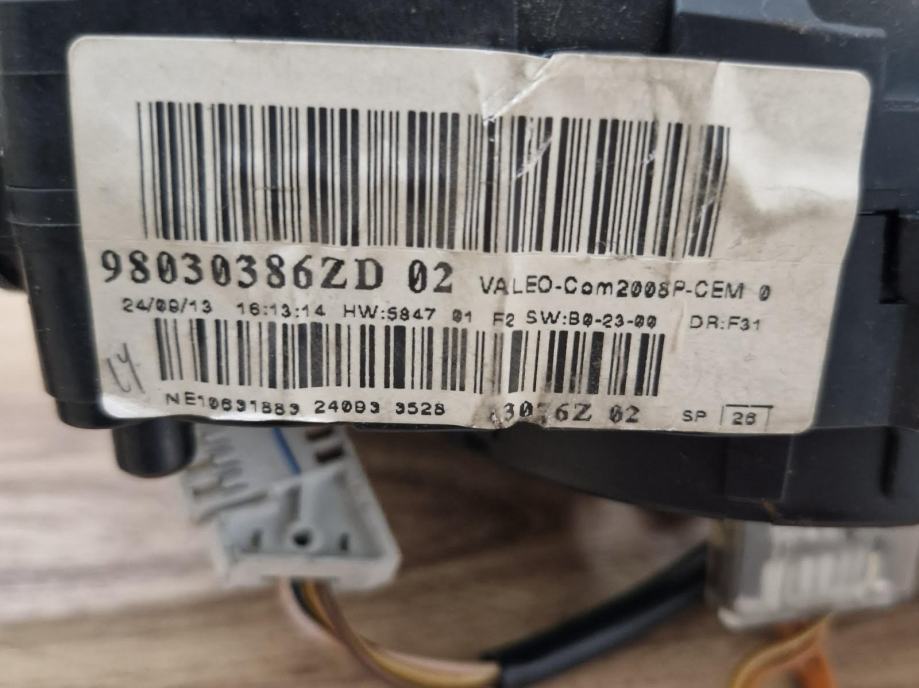 98030386ZD 02 VALEO-Com2008P-CEM 0
24/09/13 16:13:14 HW:5847 01 F2 SW:B0-23-00 DR:F31
NE10631883 24093 3528 02 SP 26